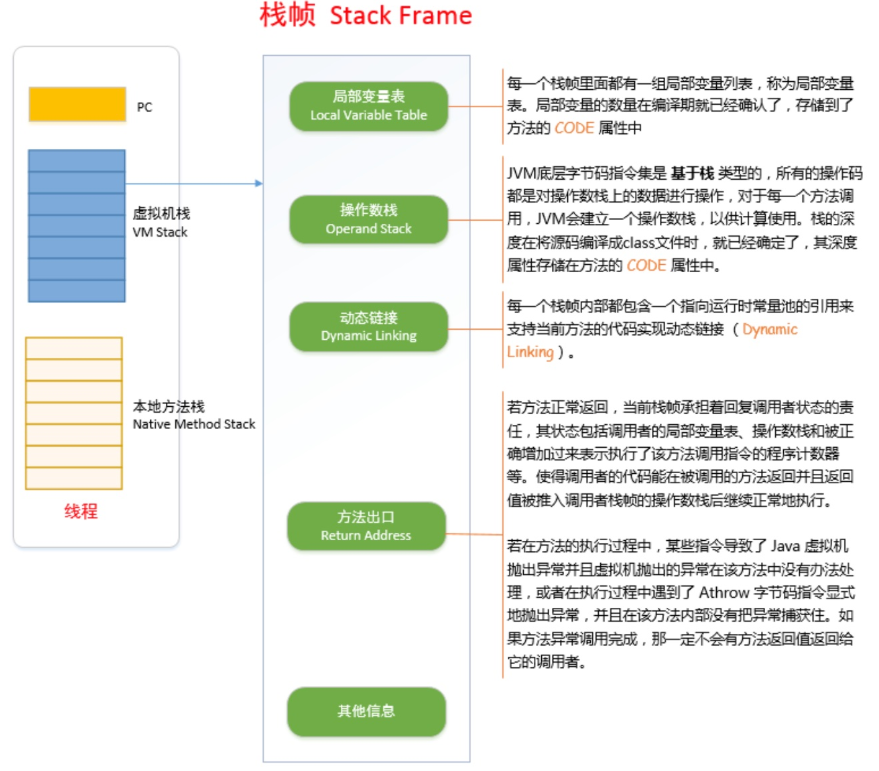 栈帧 Stack Frame
PC
虚拟机栈
VM Stack
本地方法栈
Native Method Stack
线程
局部变量表
Local Variable Table
每一个栈帧里面都有一组局部变量列表，称为局部变量
表。局部变量的数量在编译期就已经确认了，存储到了
方法的 CODE 属性中
操作数栈
Operand Stack
JVM底层字节码指令集是 基于栈 类型的，所有的操作码
都是对操作数栈上的数据进行操作，对于每一个方法调
用，JVM会建立一个操作数栈，以供计算使用。栈的深
度在将源码编译成class文件时，就已经确定了，其深度
属性存储在方法的 CODE 属性中。
动态链接
Dynamic Linking
每一个栈帧内部都包含一个指向运行时常量池的引用来
支持当前方法的代码实现动态链接 （Dynamic
Linking）。
方法出口
Return Address
若方法正常返回，当前栈帧承担着回复调用者状态的责
任，其状态包括调用者的局部变量表、操作数栈和被正
确增加过来表示执行了该方法调用指令的程序计数器
等。使得调用者的代码能在被调用的方法返回并且返回
值被推入调用者栈帧的操作数栈后继续正常地执行。
若在方法的执行过程中，某些指令导致了 Java 虚拟机
抛出异常并且虚拟机抛出的异常在该方法中没有办法处
理，或者在执行过程中遇到了 Athrow 字节码指令显式
地抛出异常，并且在该方法内部没有把异常捕获住。如
果方法异常调用完成，那一定不会有方法返回值返回给
它的调用者。
其他信息